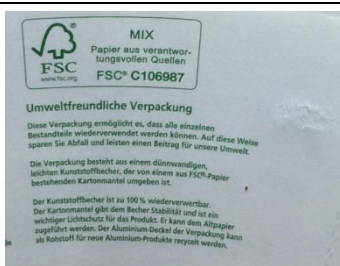 MIX
Papier aus verantwor-
tungsvollen Quellen
FSC
www.fsc.org
FSC® C106987
Umweltfreundliche Verpackung
Diese Verpackung ermöglicht es, dass alle einzelnen
Bestandteile wiederverwendet werden können. Auf diese Weise
sparen Sie Abfall und leisten einen Beitrag für unsere Umwelt.
Die Verpackung besteht aus einem dünnwandigen,
leichten Kunststoffbecher, der von einem aus FSC®-Papier
bestehenden Kartonmantel umgeben ist.
Der Kunststoffbecher ist zu 100 % wiederverwertbar.
Der Kartonmantel gibt dem Becher Stabilität und ist ein
wichtiger Lichtschutz für das Produkt. Er kann dem Altpapier
zugeführt werden. Der Aluminium-Deckel der Verpackung kann
als Rohstoff für neue Aluminium-Produkte recycelt werden.